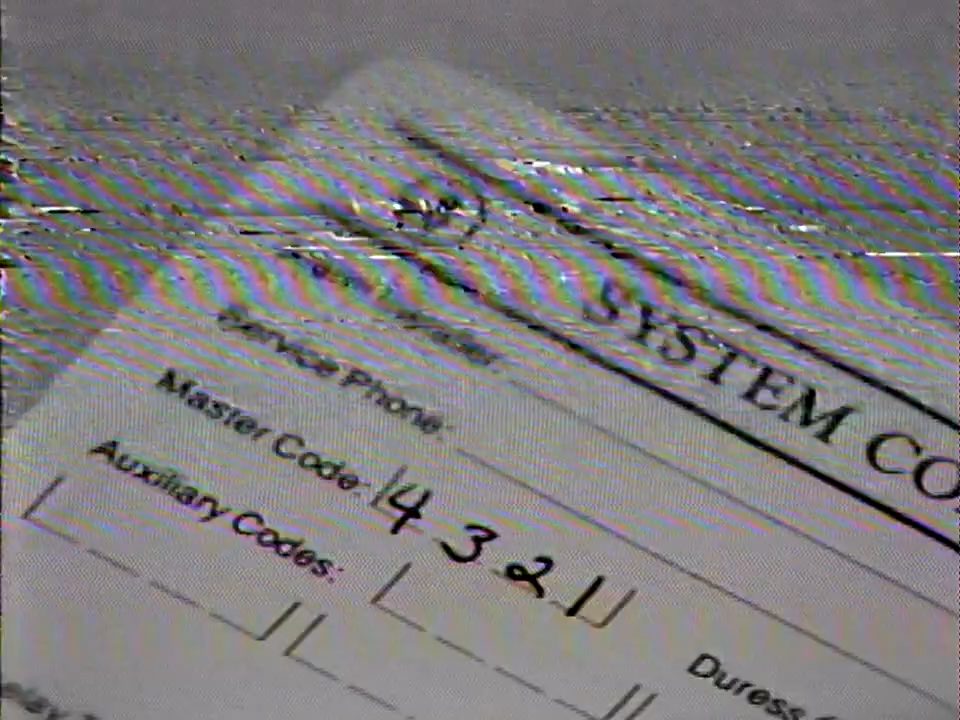 SYSTEM CO
Service Phone:
Master Code: 4 3 2 1
Auxiliary Codes:
Duress